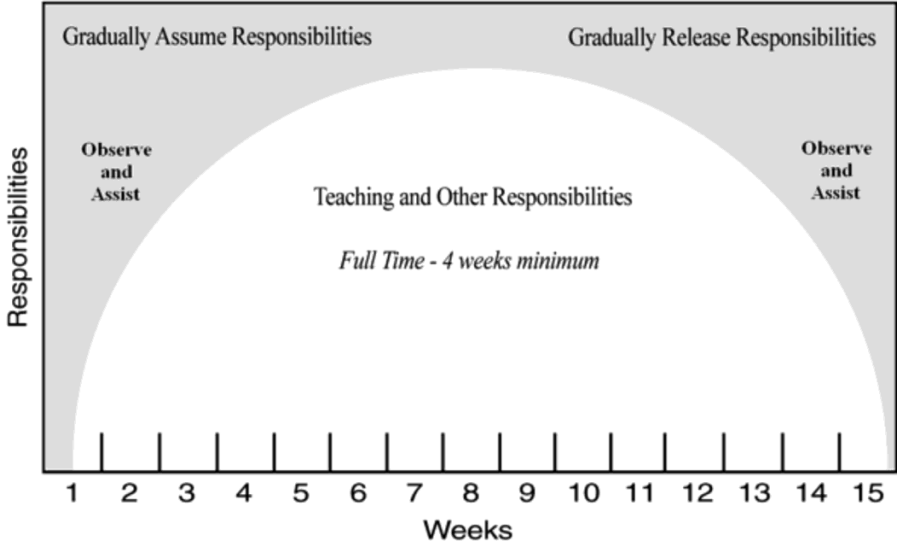 Gradually Assume Responsibilities
Gradually Release Responsibilities
Observe
and
Assist
Observe
and
Assist
Teaching and Other Responsibilities
Full Time - 4 weeks minimum
Responsibilities
1 2 3 4 5 6 7 8 9 10 11 12 13 14 15
Weeks